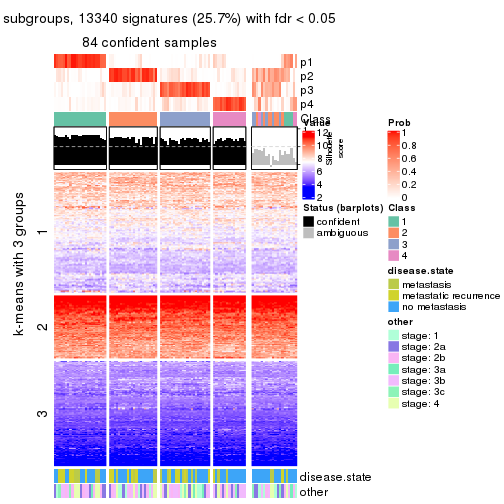 subgroups, 13340 signatures (25.7%) with fdr < 0.05
84 confident samples
p1
p2
p3
p4
Class
k-means with 3 groups
1
2
3
disease.state
other
1
Silhouette
score
Value
12
10
8
6
4
2
Status (barplots)
confident
ambiguous
Prob
1
0.8
0.6
0.4
0.2
0
Class
1
2
3
4
disease.state
metastasis
metastatic recurrence
no metastasis
other
stage: 1
stage: 2a
stage: 2b
stage: 3a
stage: 3b
stage: 3c
stage: 4